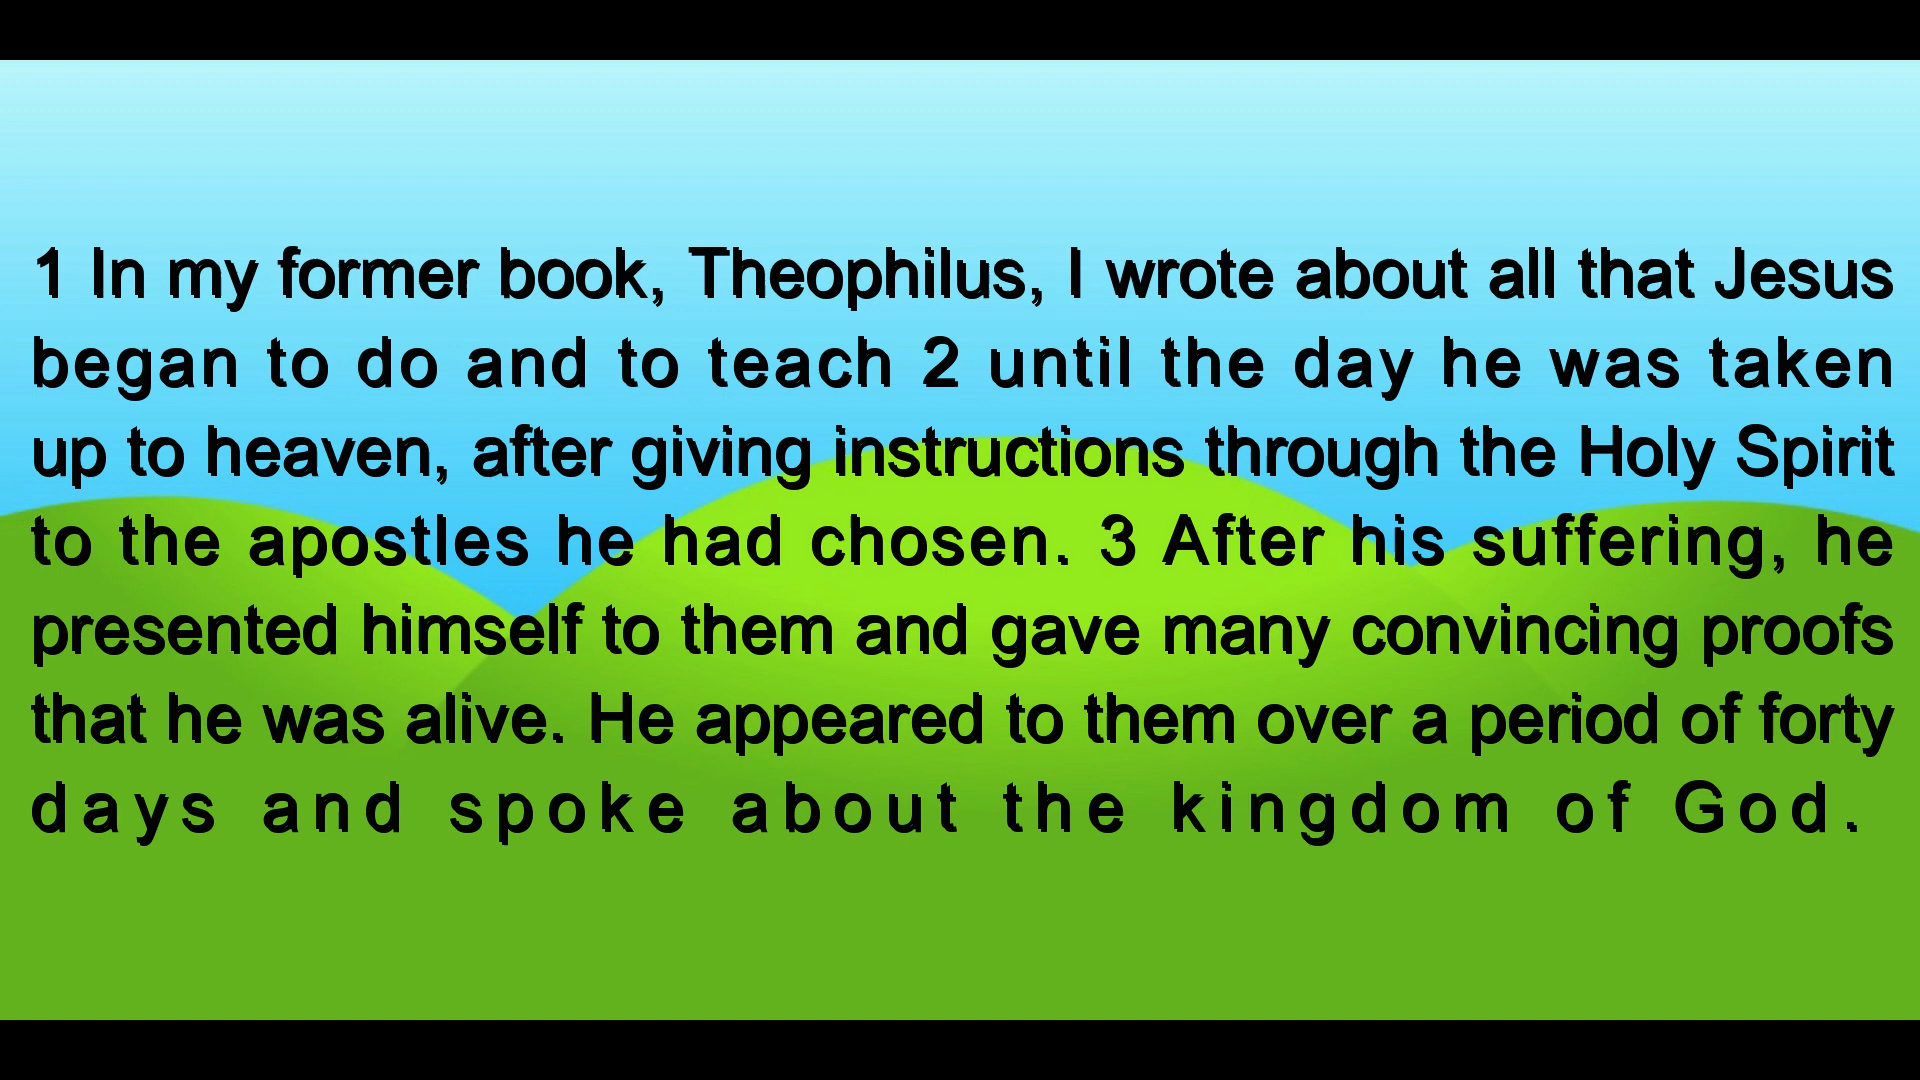 1 In my former book, Theophilus, I wrote about all that Jesus
began to do and to teach 2 until the day he was taken
up to heaven, after giving instructions through the Holy Spirit
to the apostles he had chosen. 3 After his suffering, he
presented himself to them and gave many convincing proofs
that he was alive. He appeared to them over a period of forty
days and spoke about the kingdom of God.